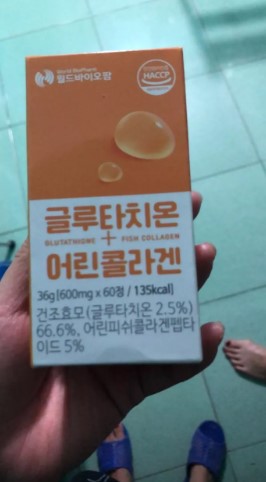 World BioPharm
월드바이오팜
HACCP
글루타치온
GLUTATHIONE + FISH COLLAGEN
어린콜라겐
36g(600mg x 60정 / 135kcal)
건조효모(글루타치온 2.5%)
66.6%, 어린피쉬콜라겐펩타
이드 5%